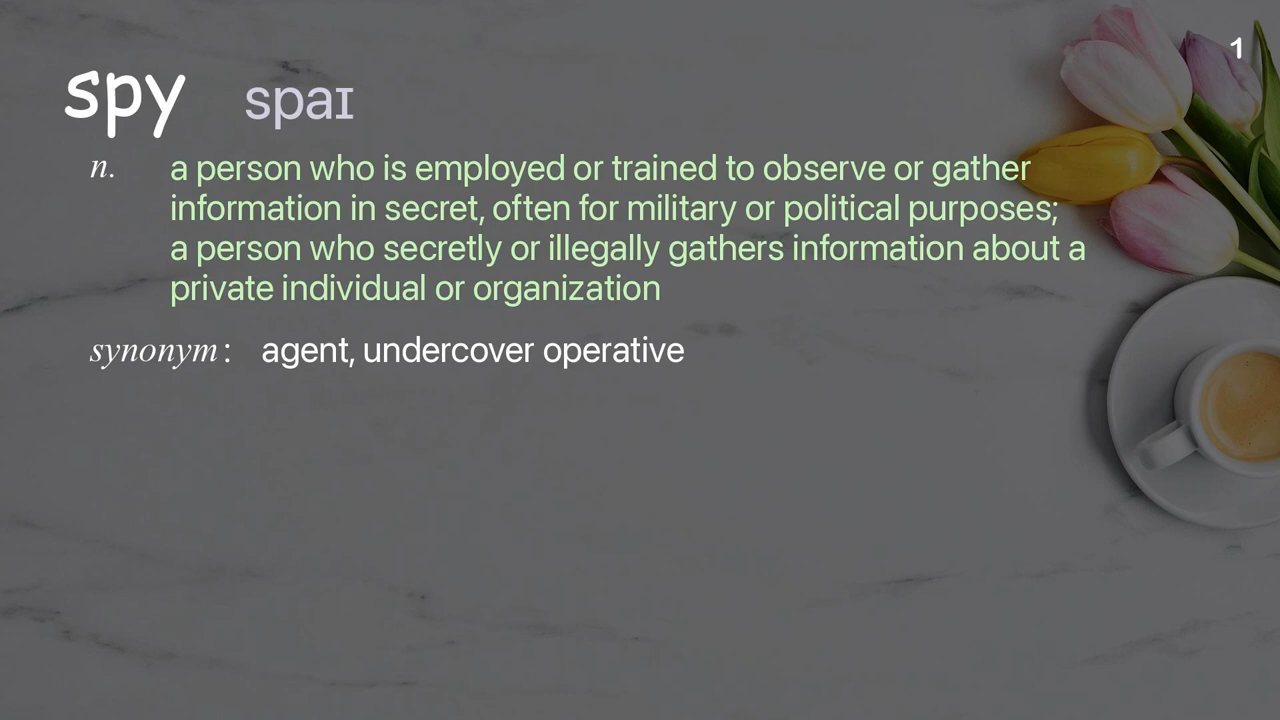 1
spy spaɪ
n. a person who is employed or trained to observe or gather
information in secret, often for military or political purposes;
a person who secretly or illegally gathers information about a
private individual or organization
synonym : agent, undercover operative